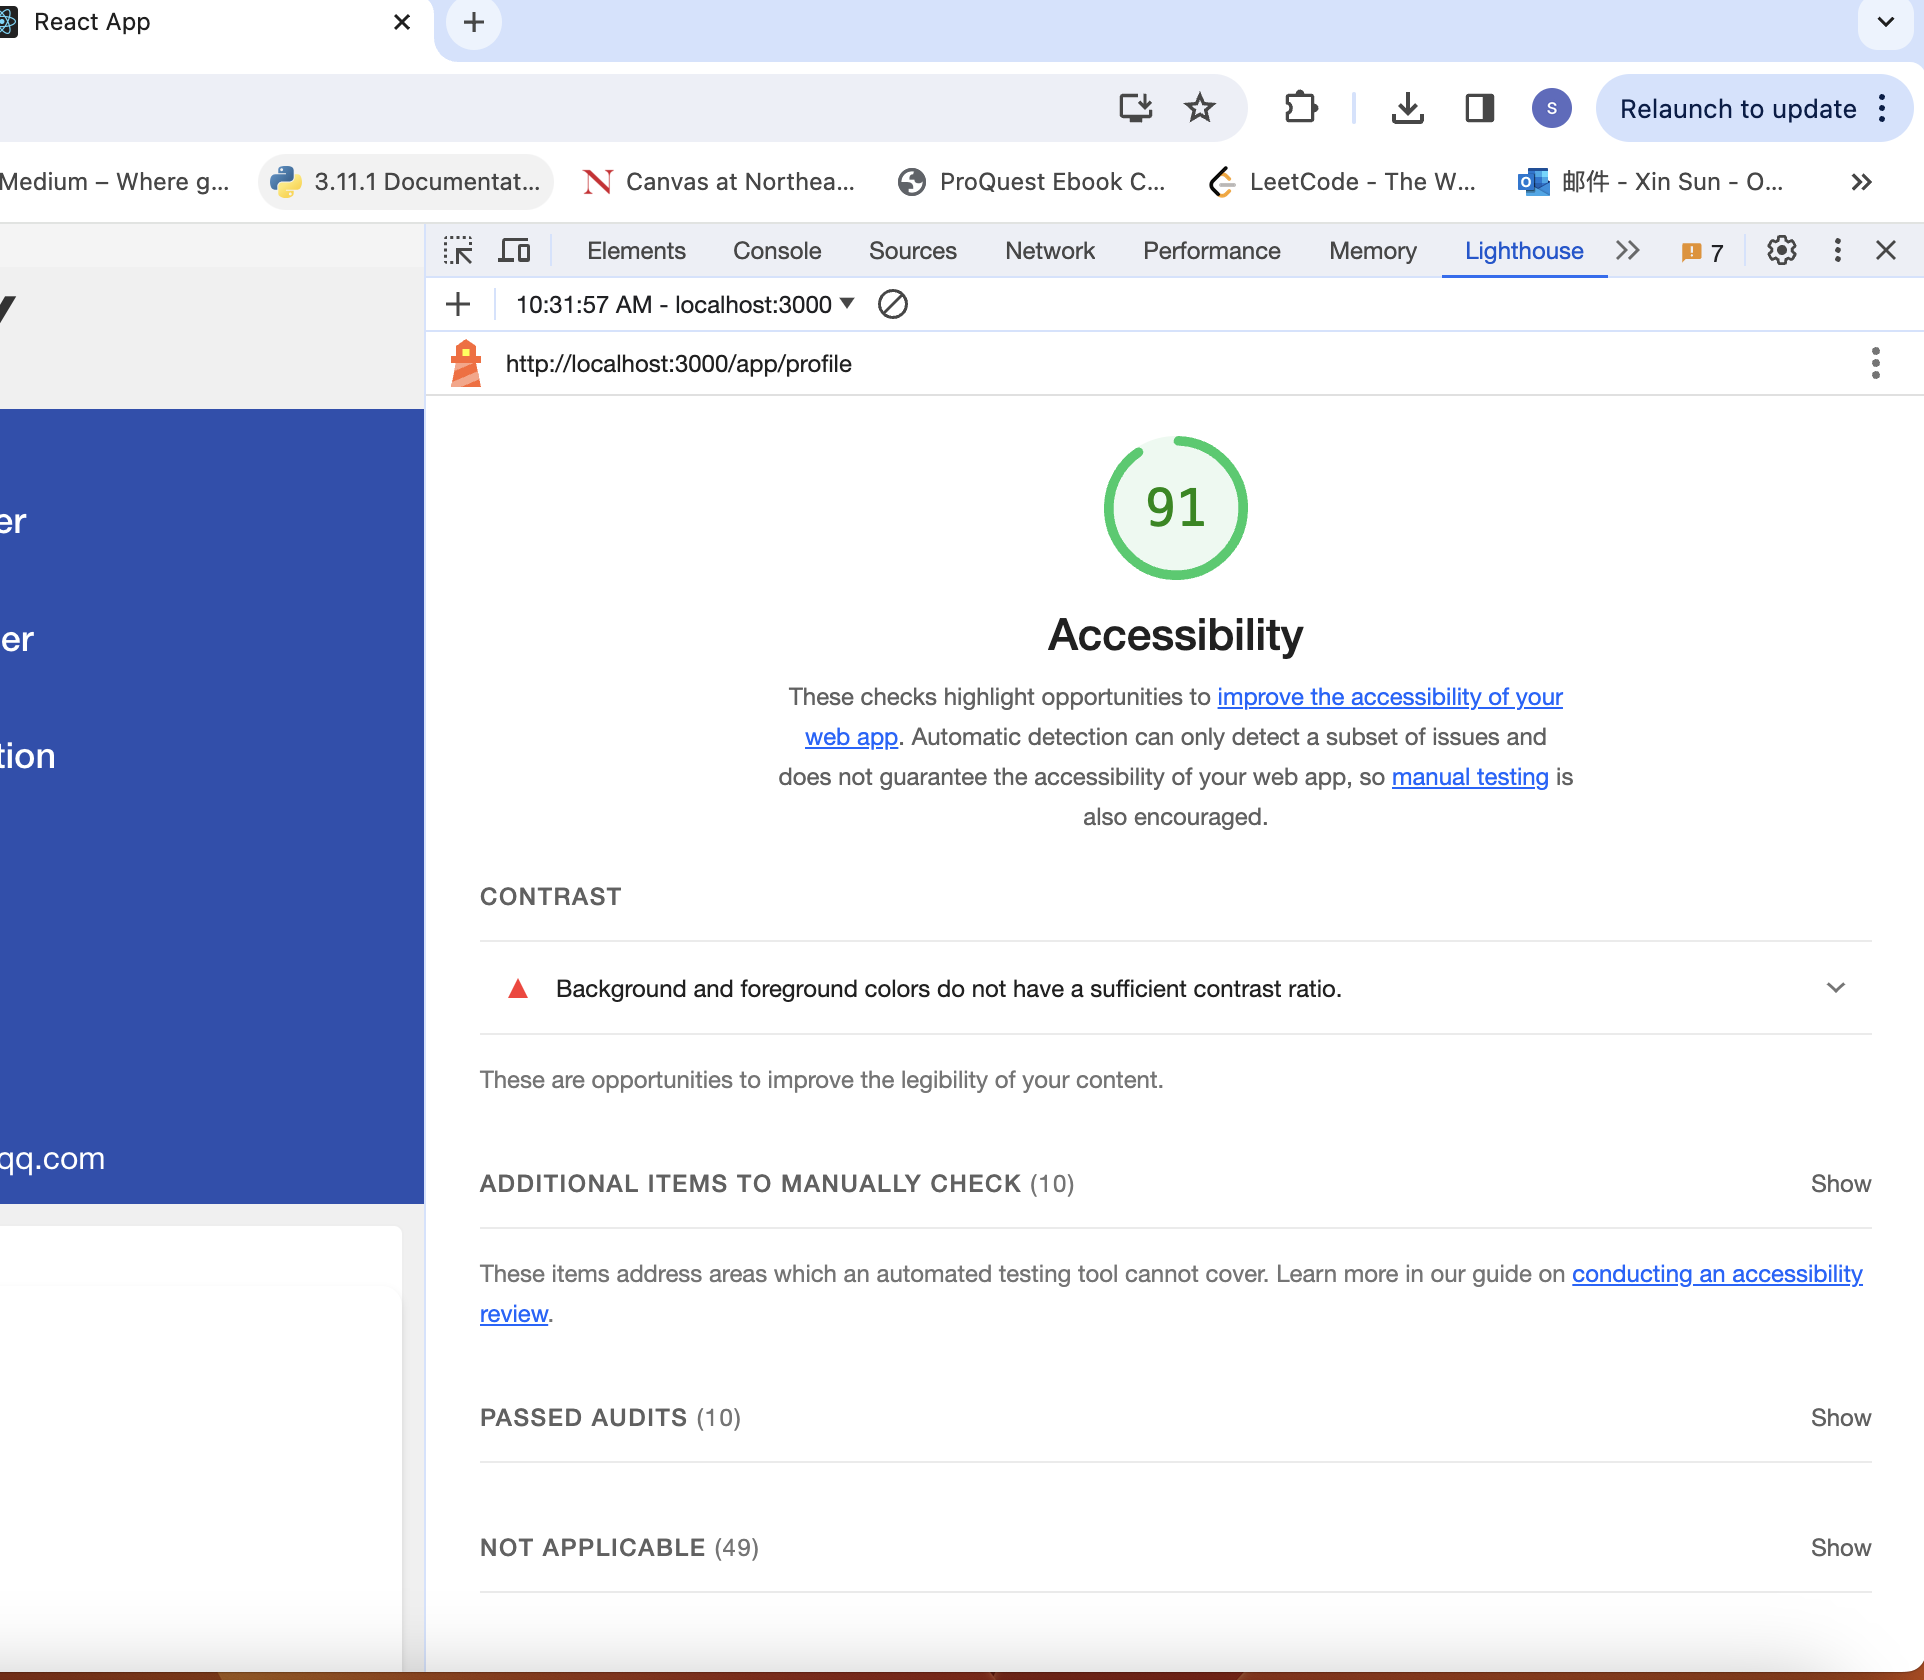 React App
S
Relaunch to update
Medium – Where g...
3.11.1 Documentat...
Canvas at Northea...
ProQuest Ebook C...
LeetCode - The W...
邮件 - Xin Sun - O...
Elements
Console
Sources
Network
Performance
Memory
Lighthouse
7
10:31:57 AM - localhost:3000
http://localhost:3000/app/profile
er
er
tion
qq.com
91
Accessibility
These checks highlight opportunities to improve the accessibility of your
web app. Automatic detection can only detect a subset of issues and
does not guarantee the accessibility of your web app, so manual testing is
also encouraged.
CONTRAST
Background and foreground colors do not have a sufficient contrast ratio.
These are opportunities to improve the legibility of your content.
ADDITIONAL ITEMS TO MANUALLY CHECK (10)
Show
These items address areas which an automated testing tool cannot cover. Learn more in our guide on conducting an accessibility
review.
PASSED AUDITS (10)
Show
NOT APPLICABLE (49)
Show